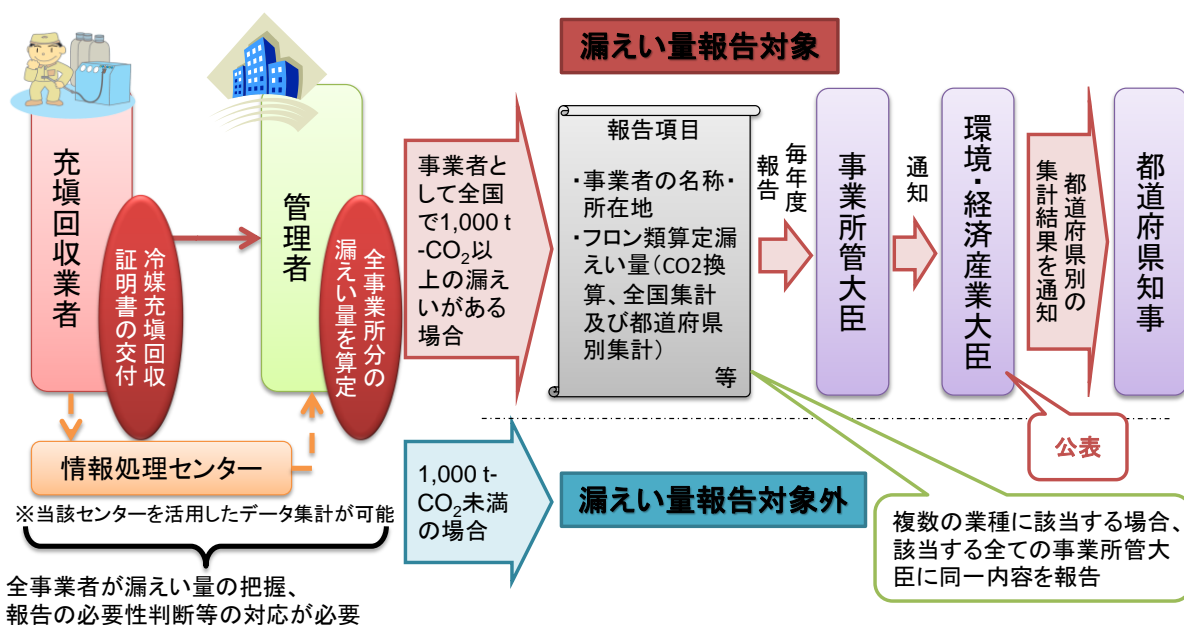 漏えい量報告対象
充塡回収業者
冷媒充塡回収
証明書の交付
管理者
全事業所分の
漏えい量を算定
事業者と
して全国
で1,000 t
-CO2以
上の漏え
いがある
場合
報告項目
・事業者の名称・
所在地
・フロン類算定漏
えい量（CO2換
算、全国集計
及び都道府県
別集計）
等
毎年度
報告
事業所管大臣
通知
環境・経済産業大臣
都道府県別の
集計結果を通知
都道府県知事
公表
情報処理センター
※当該センターを活用したデータ集計が可能
全事業者が漏えい量の把握、
報告の必要性判断等の対応が必要
1,000 t-
CO2未満
の場合
漏えい量報告対象外
複数の業種に該当する場合、
該当する全ての事業所管大
臣に同一内容を報告